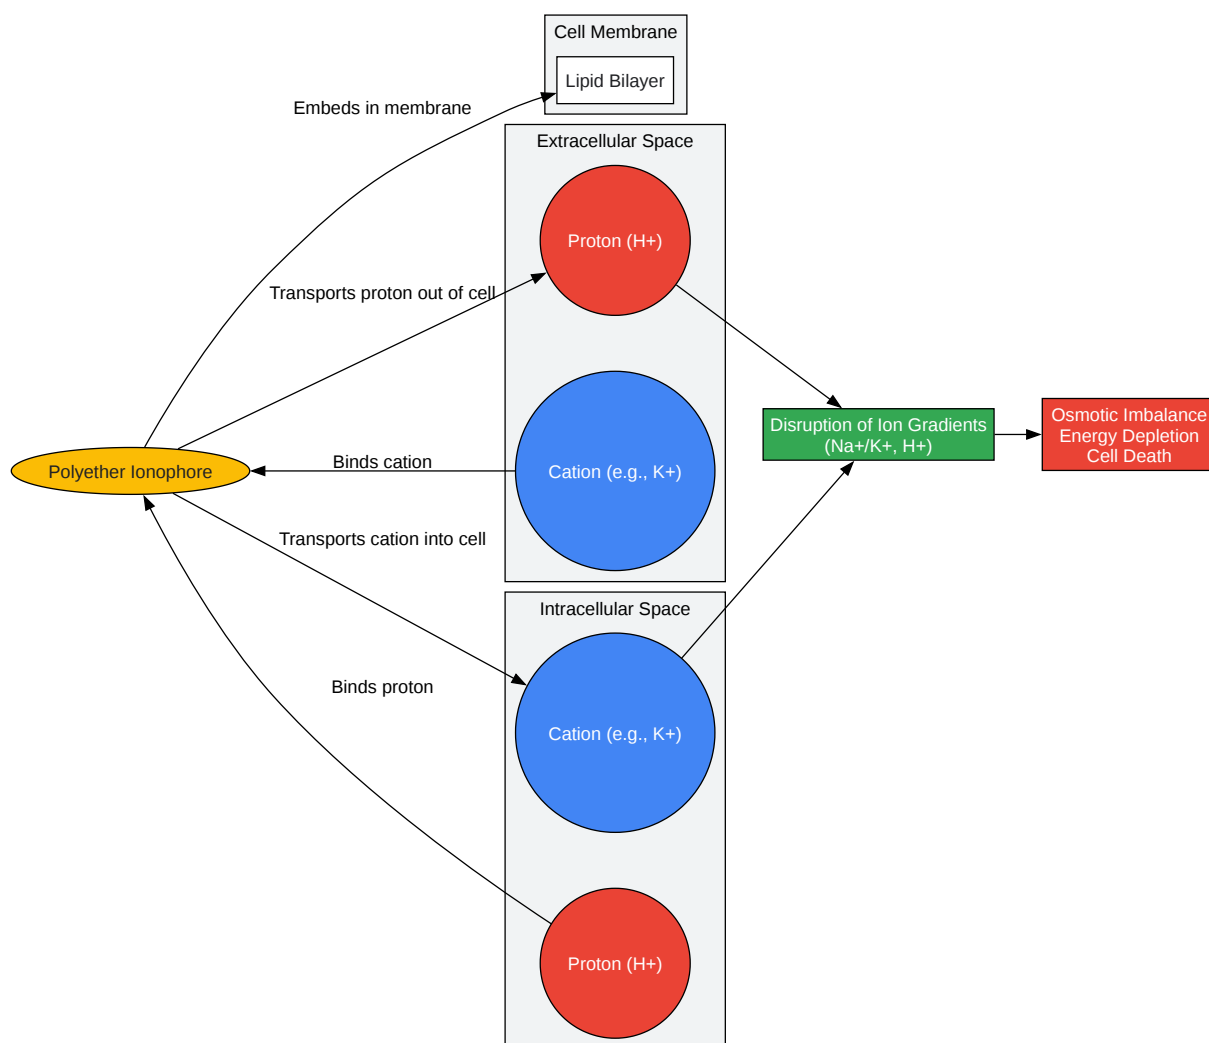 Cell Membrane
Lipid Bilayer
Embeds in membrane
Extracellular Space
Proton (H+)
Transports proton out of cell
Cation (e.g., K+)
Binds cation
Polyether Ionophore
Disruption of Ion Gradients
(Na+/K+, H+)
Osmotic Imbalance
Energy Depletion
Cell Death
Transports cation into cell
Intracellular Space
Cation (e.g., K+)
Binds proton
Proton (H+)